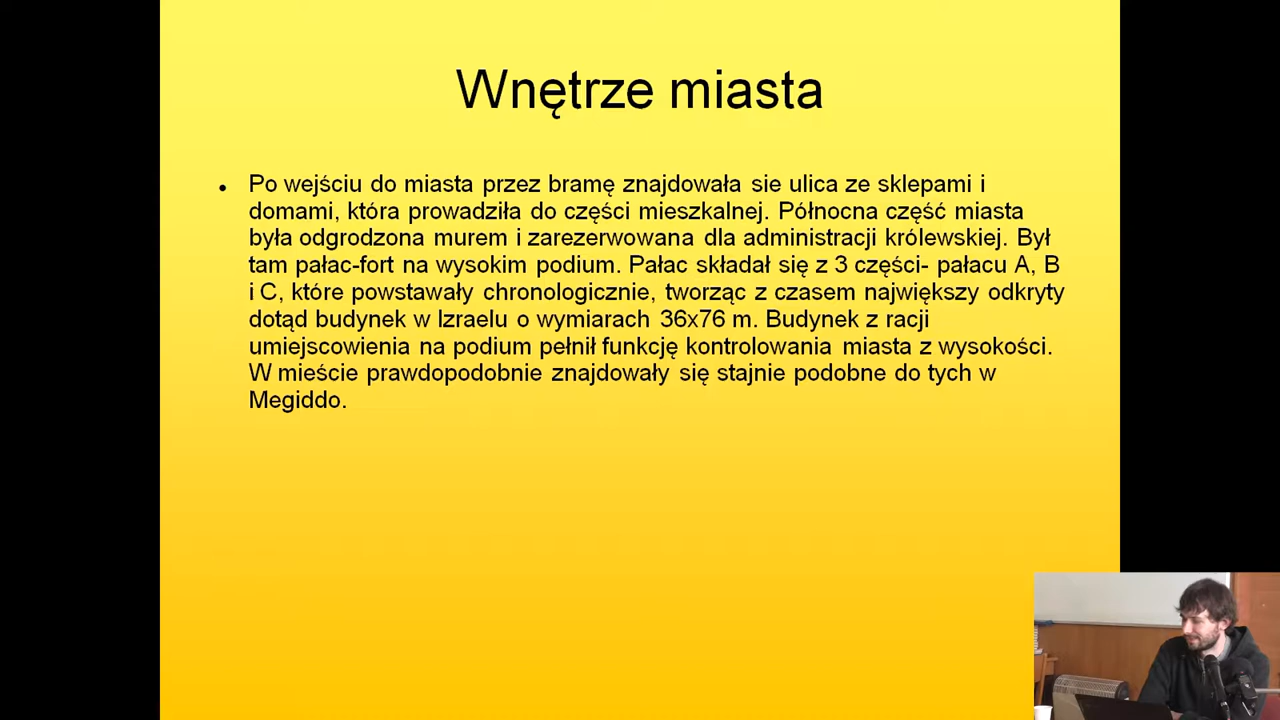 Wnętrze miasta
• Po wejściu do miasta przez bramę znajdowała sie ulica ze sklepami i
domami, która prowadziła do części mieszkalnej. Północna część miasta
była odgrodzona murem i zarezerwowana dla administracji królewskiej. Był
tam pałac-fort na wysokim podium. Pałac składał się z 3 części- pałacu A, B
i C, które powstawały chronologicznie, tworząc z czasem największy odkryty
dotąd budynek w Izraelu o wymiarach 36x76 m. Budynek z racji
umiejscowienia na podium pełnił funkcję kontrolowania miasta z wysokości.
W mieście prawdopodobnie znajdowały się stajnie podobne do tych w
Megiddo.